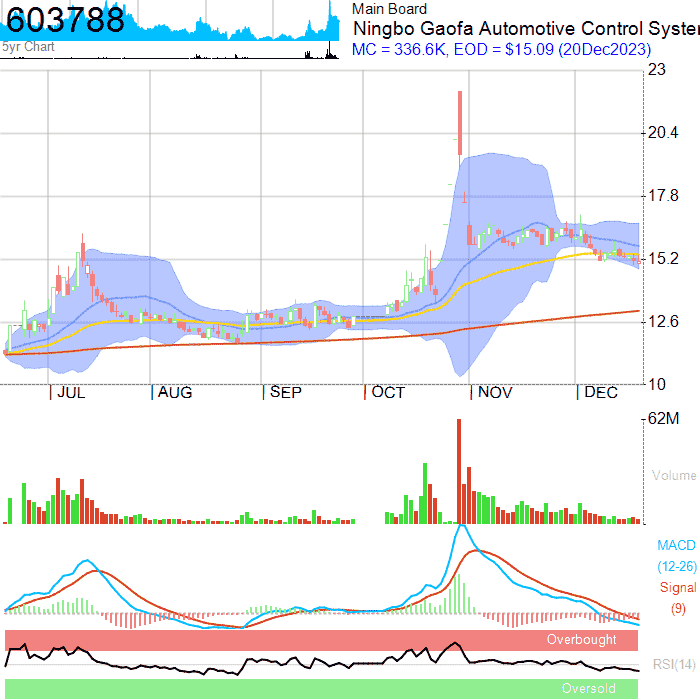 603788
Main Board
Ningbo Gaofa Automotive Control System
5yr Chart
MC = 336.6K, EOD = $15.09 (20Dec2023)
23
20.4
17.8
15.2
12.6
10
JUL AUG SEP OCT NOV DEC
62M
Volume
MACD
(12-26)
Signal
(9)
Overbought
RSI(14)
Oversold